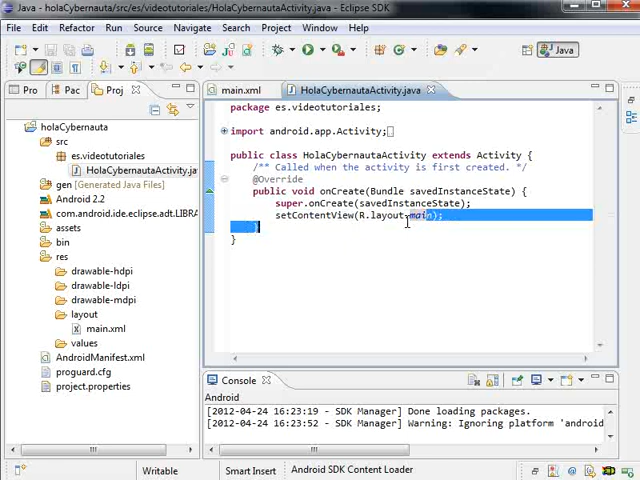 Java - holaCybernauta/src/es/videotutoriales/HolaCybernautaActivity.java - Eclipse SDK
File Edit Refactor Run Source Navigate Search Project Window Help
Java
Pro Pac Proj
main.xml HolaCybernautaActivity.java
holaCybernauta
src
es.videotutoriales
HolaCybernautaActivity.ja
gen [Generated Java Files]
Android 2.2
com.android.ide.eclipse.adt.LIBRA
assets
bin
res
drawable-hdpi
drawable-ldpi
drawable-mdpi
layout
main.xml
values
AndroidManifest.xml
proguard.cfg
project.properties
package es.videotutoriales;
import android.app.Activity;
public class HolaCybernautaActivity extends Activity {
/** Called when the activity is first created. */
@Override
public void onCreate(Bundle savedInstanceState) {
super.onCreate(savedInstanceState);
setContentView(R.layout.main);
}
}
Console
Android
[2012-04-24 16:23:19 - SDK Manager] Done loading packages.
[2012-04-24 16:23:52 - SDK Manager] Warning: Ignoring platform 'android
Writable Smart Insert Android SDK Content Loader